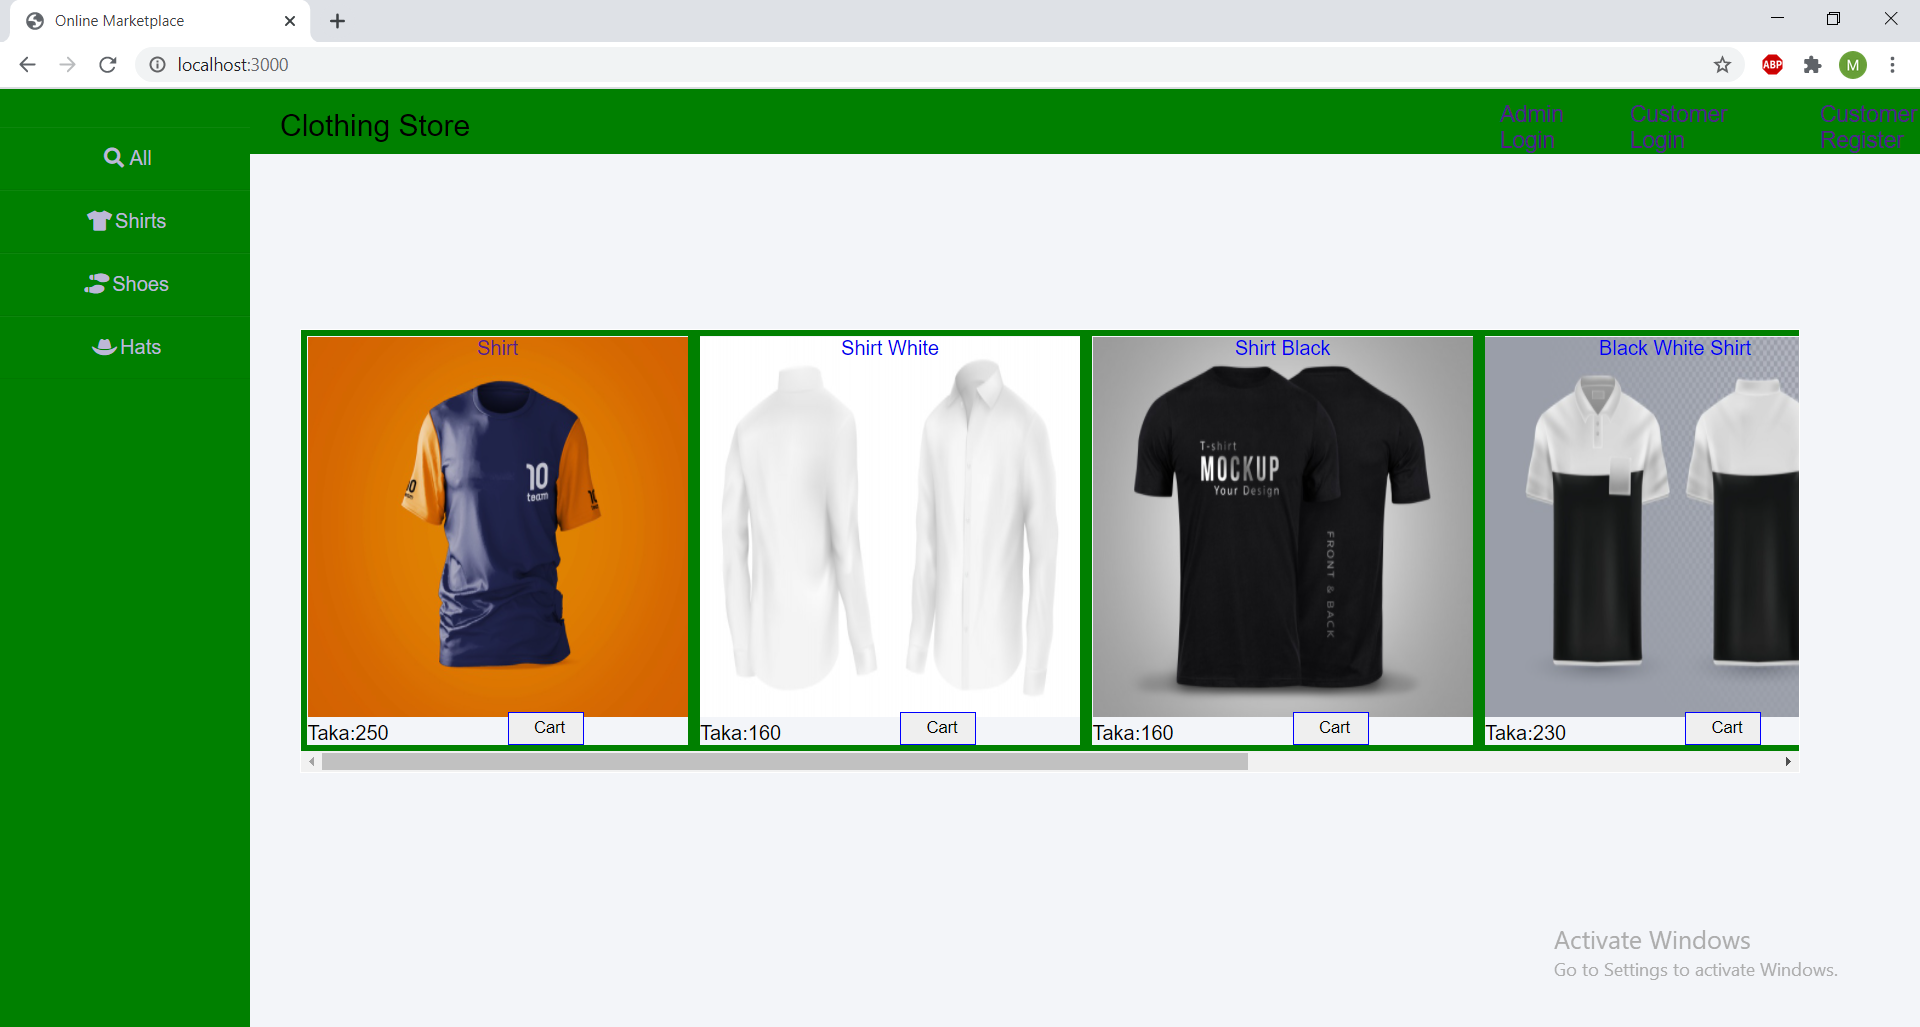 Online Marketplace
localhost:3000
ABP
M
Clothing Store
Admin
Login
Customer
Login
Customer
Register
All
Shirts
Shoes
Hats
Shirt
Shirt White
Shirt Black
Black White Shirt
10
team
10
T-shirt
MOCKUP
Your Design
FRONT & BACK
Taka:250
Cart
Taka:160
Cart
Taka:160
Cart
Taka:230
Cart
Activate Windows
Go to Settings to activate Windows.